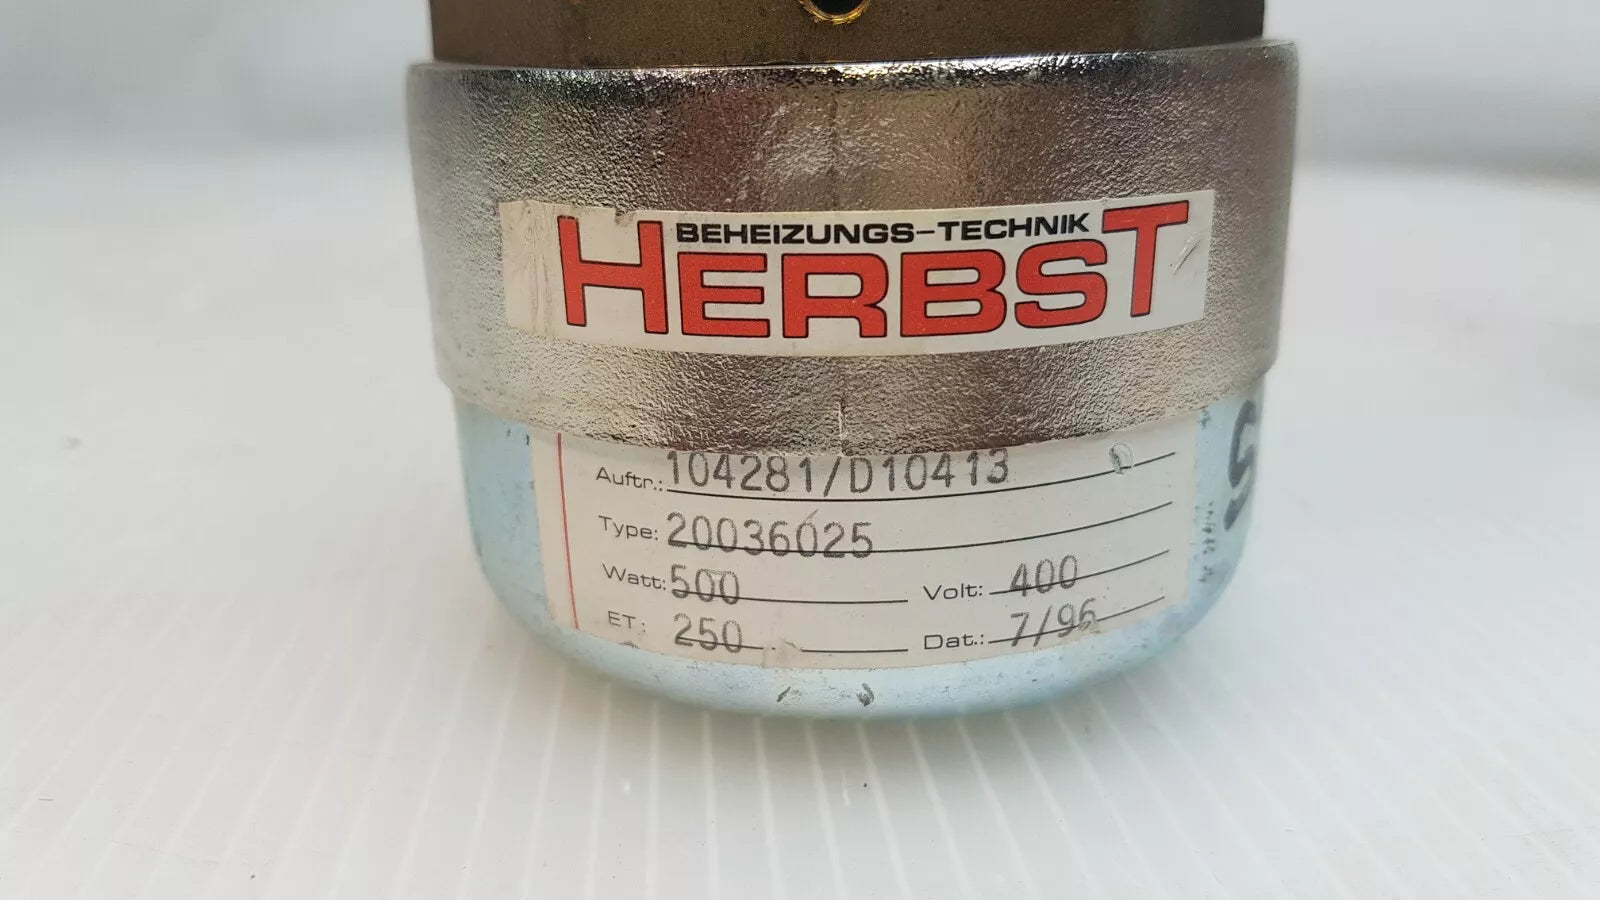 BEHEIZUNGS-TECHNIK
HERBST
Auftr.: 104281/D10413
Type: 20036025
Watt: 500 Volt: 400
ET: 250 Dat.: 7/96
S